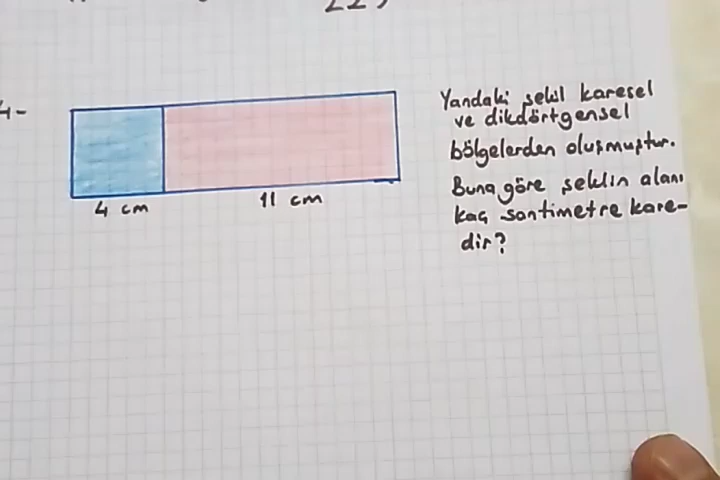 4-
Yandaki şekil karesel
ve dikdörtgensel
bölgelerden oluşmuştur.
Buna göre şeklin alanı
kaç santimetre kare-
dir?
4 cm
11 cm